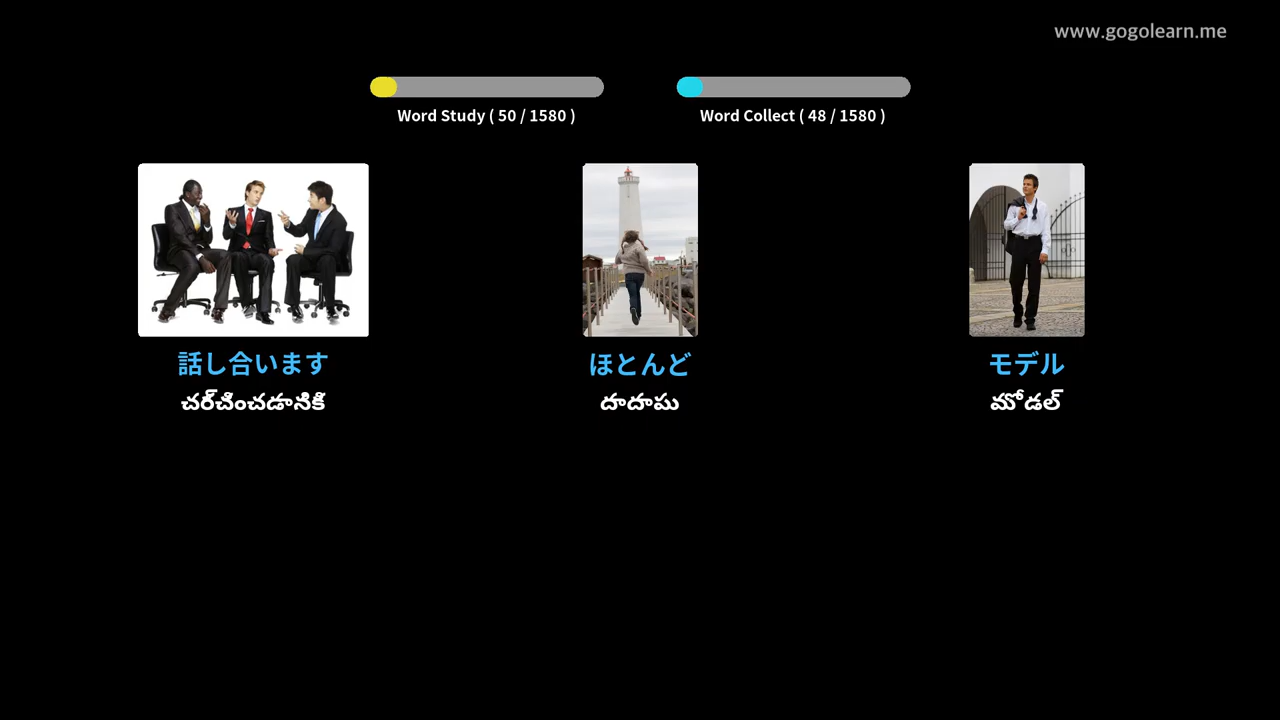 www.gogolearn.me
Word Study ( 50 / 1580 )
Word Collect ( 48 / 1580 )
話し合います
చర్చించడానికి
ほとんど
దాదాపు
モデル
మోడల్